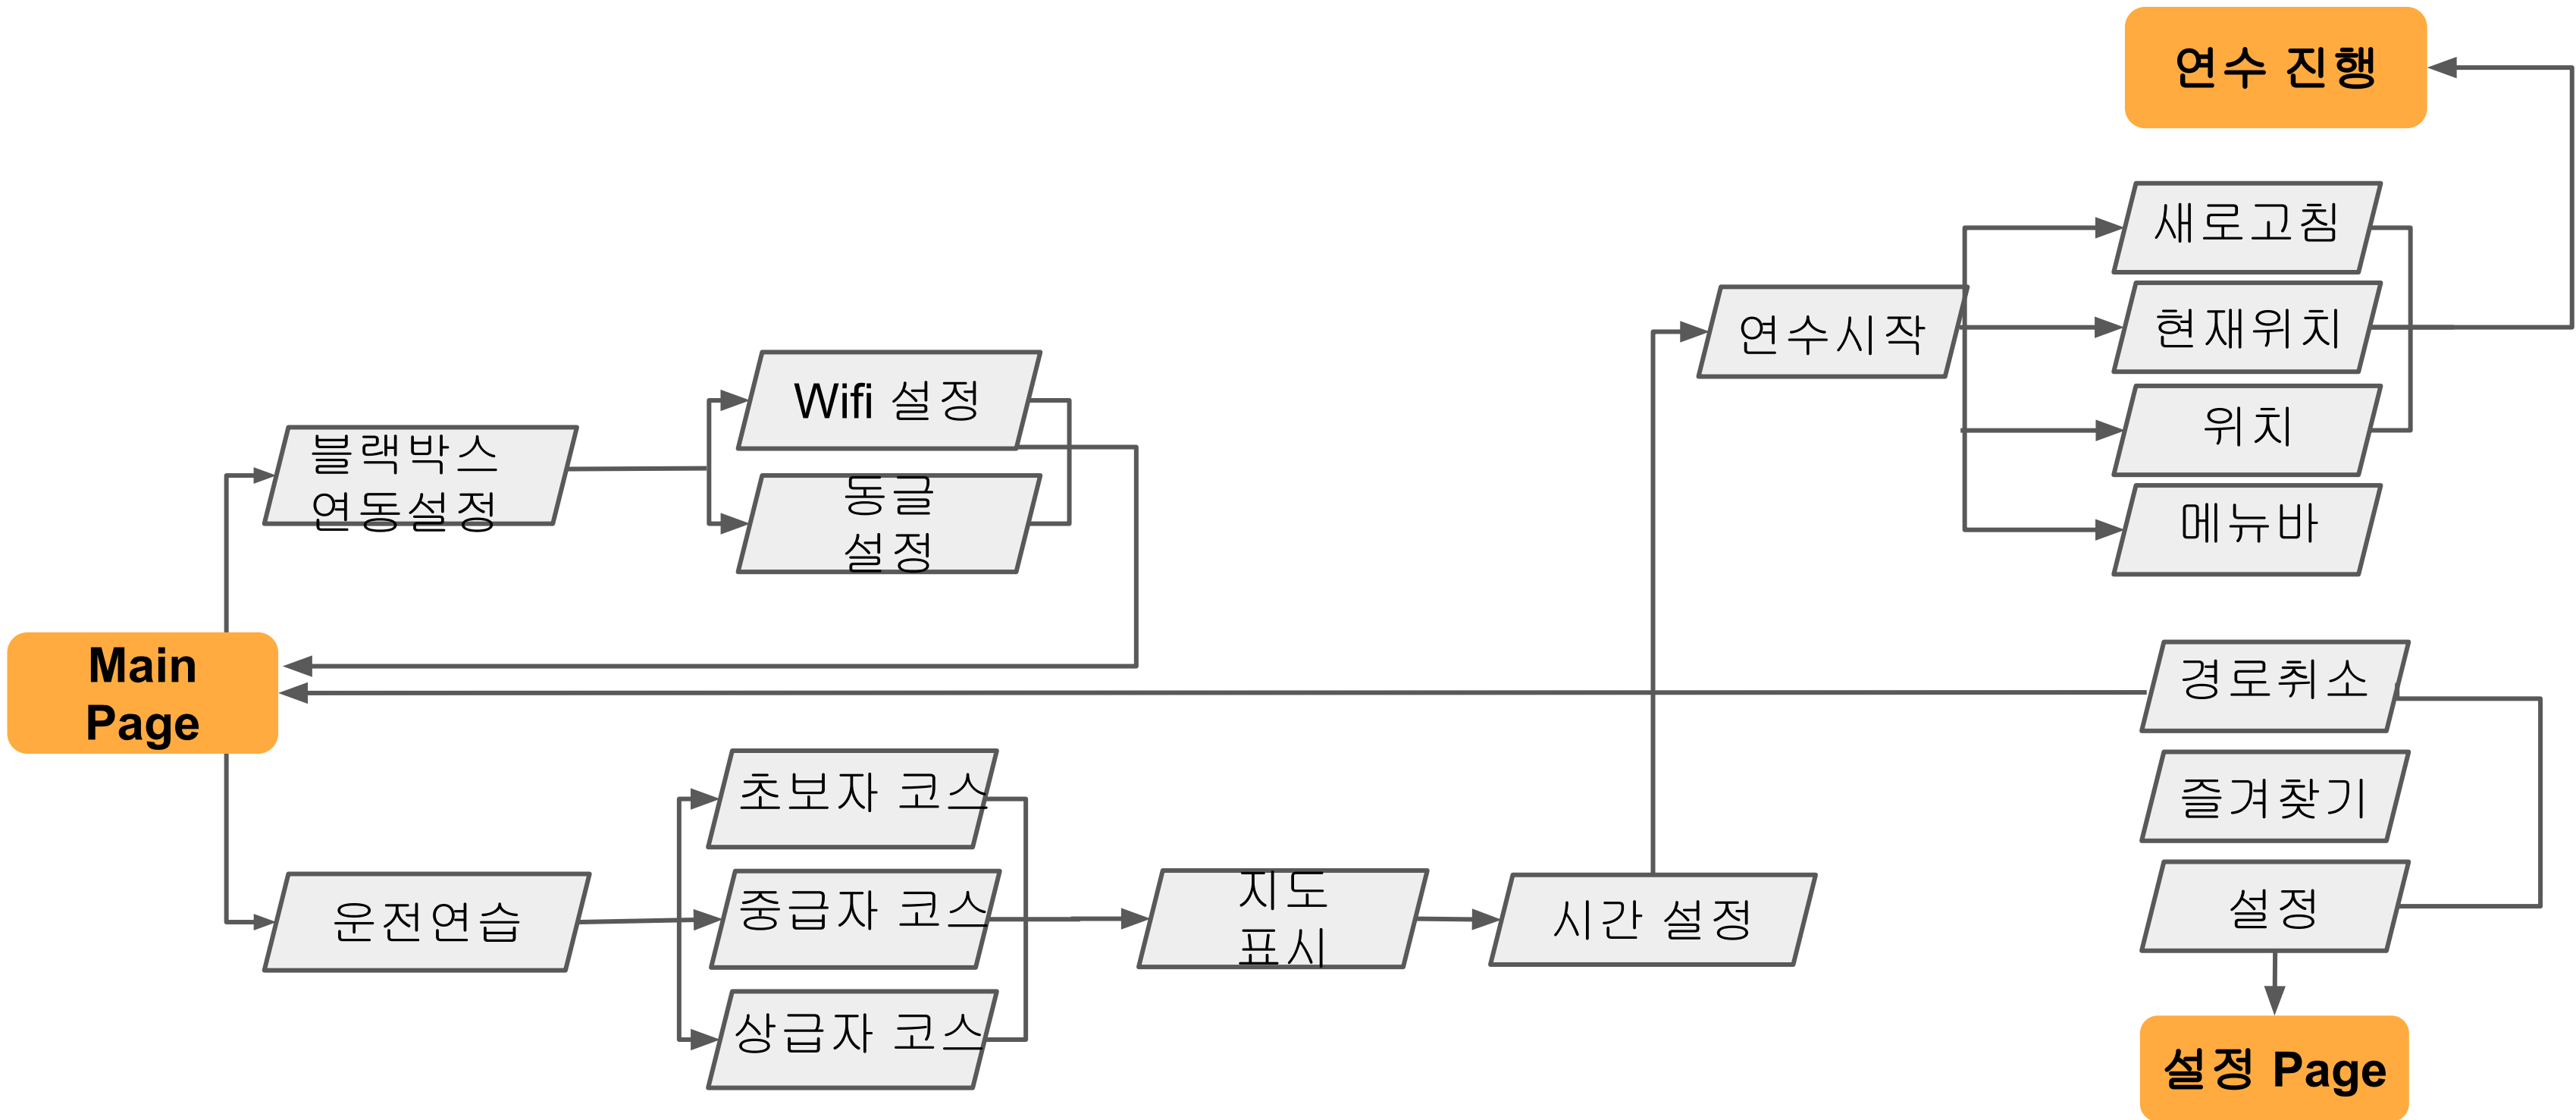 연수 진행
새로고침
연수시작
현재위치
Wifi 설정
위치
블랙박스
연동설정
동글
설정
메뉴바
Main
Page
경로취소
초보자 코스
즐겨찾기
운전연습
중급자 코스
지도
표시
시간 설정
설정
상급자 코스
설정 Page